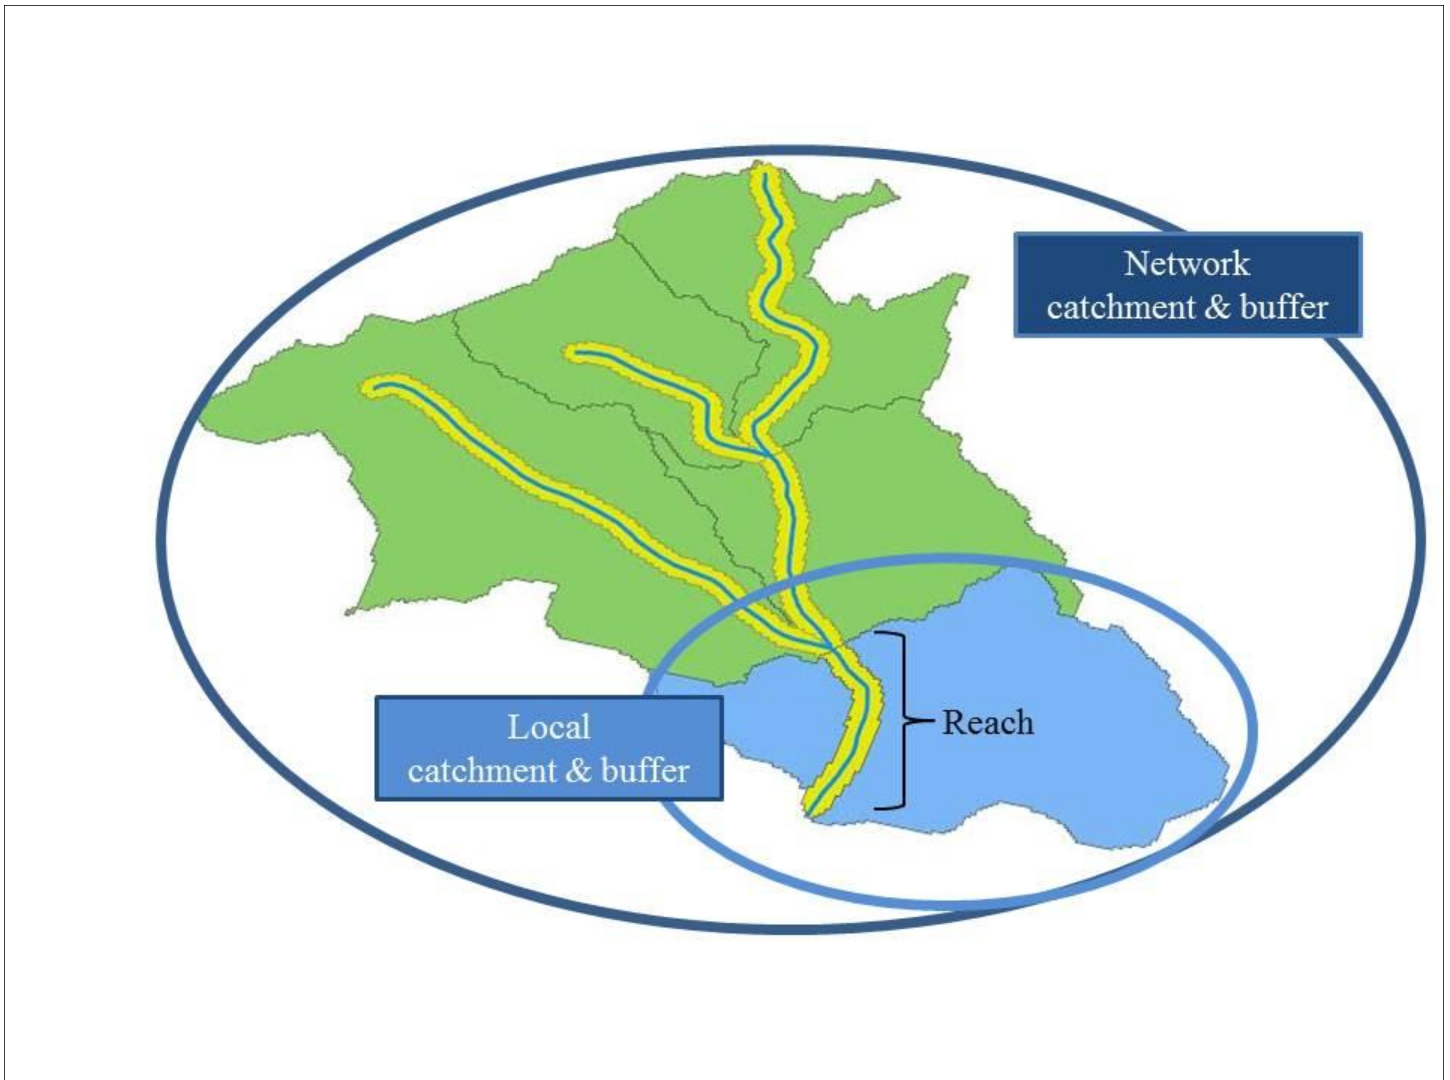 Network
catchment & buffer
Local
catchment & buffer
Reach